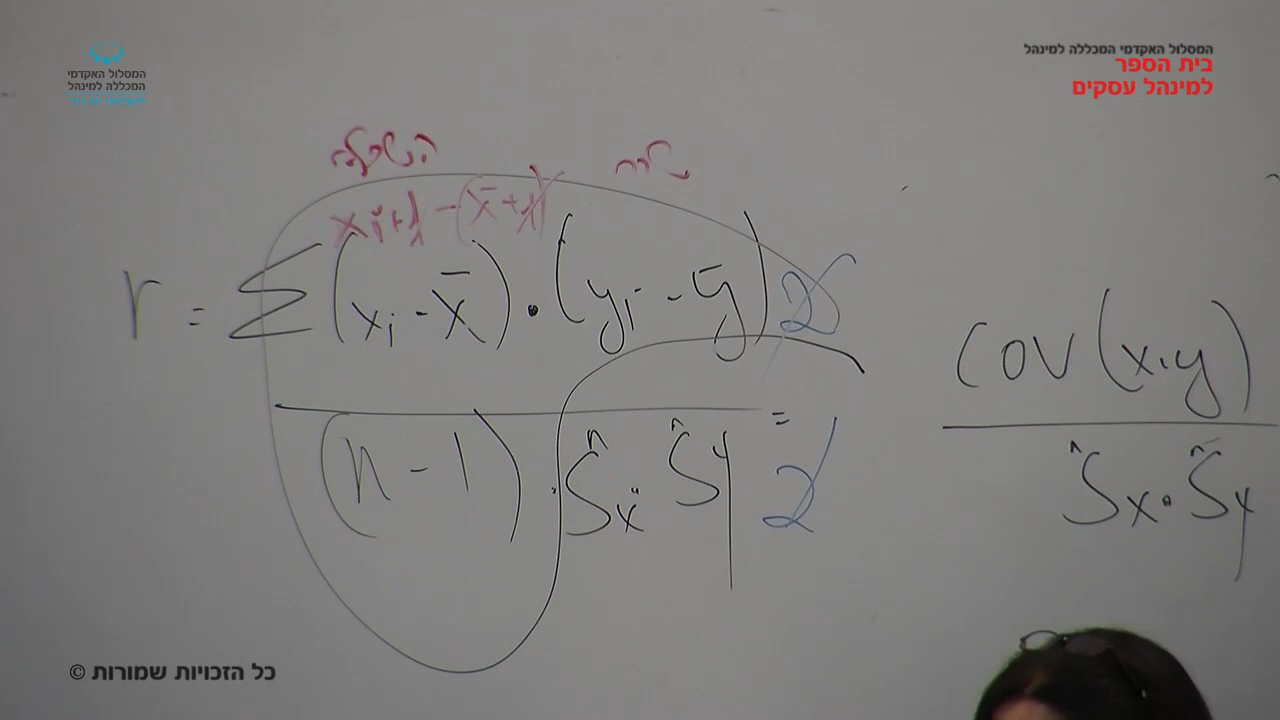 המסלול האקדמי המכללה למינהל
בית הספר
למינהל עסקים
המסלול האקדמי
המכללה למינהל
השכלה
xi+1 - (x̄+1)
r = Σ(xi - x̄) · (yi - ȳ) 2
(n-1) · Ŝx · Ŝy 2 =
COV(x,y)
Ŝx · Ŝy
כל הזכויות שמורות ©